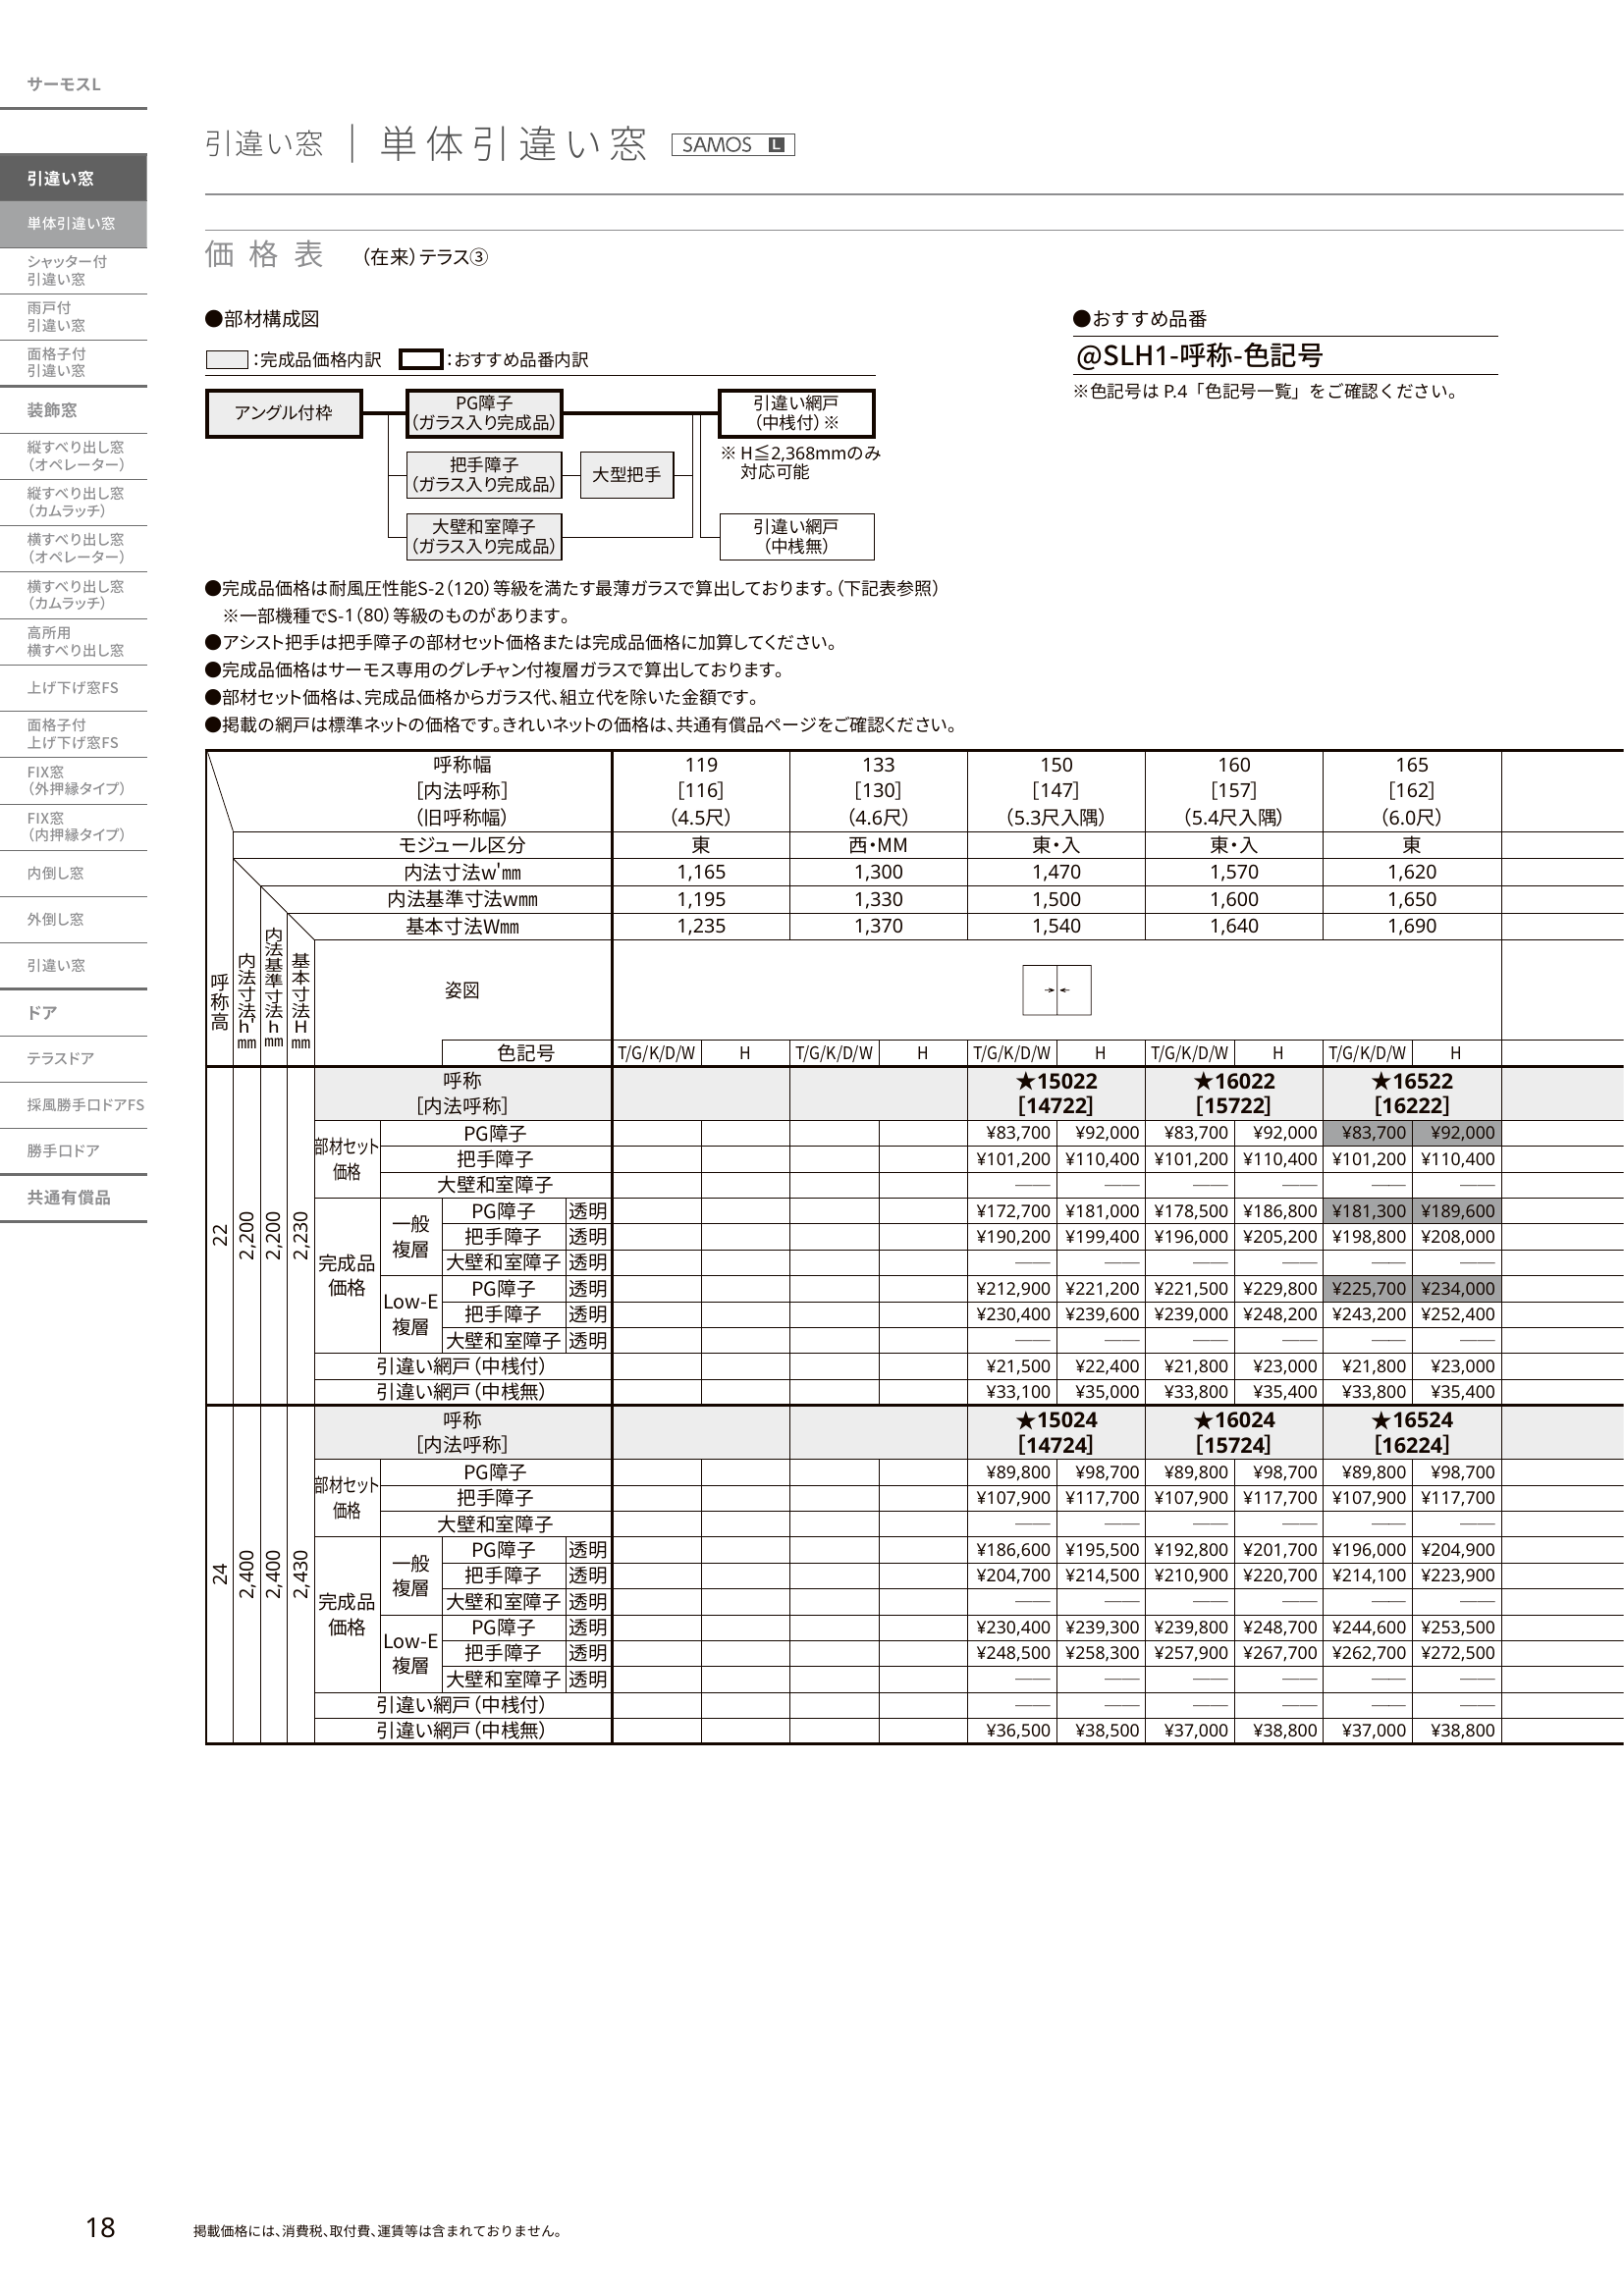 サーモスL
引違い窓
単体引違い窓
シャッター付
引違い窓
雨戸付
引違い窓
面格子付
引違い窓
装飾窓
縦すべり出し窓
（オペレーター）
縦すべり出し窓
（カムラッチ）
横すべり出し窓
（オペレーター）
横すべり出し窓
（カムラッチ）
高所用
横すべり出し窓
上げ下げ窓FS
面格子付
上げ下げ窓FS
FIX窓
（外押縁タイプ）
FIX窓
（内押縁タイプ）
内倒し窓
外倒し窓
引違い窓
ドア
テラスドア
採風勝手口ドアFS
勝手口ドア
共通有償品
引違い窓 | 単体引違い窓 SAMOS L
価格表 （在来）テラス③
●部材構成図
：完成品価格内訳 ：おすすめ品番内訳
アングル付枠
PG障子
（ガラス入り完成品）
引違い網戸
（中桟付）※
※H≦2,368mmのみ
対応可能
把手障子
（ガラス入り完成品）
大型把手
大壁和室障子
（ガラス入り完成品）
引違い網戸
（中桟無）
●おすすめ品番
@SLH1-呼称-色記号
※色記号は P.4「色記号一覧」をご確認ください。
●完成品価格は耐風圧性能S-2（120）等級を満たす最薄ガラスで算出しております。（下記表参照）
※一部機種でS-1（80）等級のものがあります。
●アシスト把手は把手障子の部材セット価格または完成品価格に加算してください。
●完成品価格はサーモス専用のグレチャン付複層ガラスで算出しております。
●部材セット価格は、完成品価格からガラス代、組立代を除いた金額です。
●掲載の網戸は標準ネットの価格です。きれいネットの価格は、共通有償品ページをご確認ください。
呼称幅 119 133 150 160 165
［内法呼称］ ［116］ ［130］ ［147］ ［157］ ［162］
（旧呼称幅） （4.5尺） （4.6尺） （5.3尺入隅） （5.4尺入隅） （6.0尺）
モジュール区分 東 西・MM 東・入 東・入 東
内法寸法w'㎜ 1,165 1,300 1,470 1,570 1,620
内法基準寸法w㎜ 1,195 1,330 1,500 1,600 1,650
基本寸法W㎜ 1,235 1,370 1,540 1,640 1,690
呼称高 内法寸法h'㎜ 内法基準寸法h㎜ 基本寸法H㎜
姿図
色記号 T/G/K/D/W H T/G/K/D/W H T/G/K/D/W H T/G/K/D/W H T/G/K/D/W H
22 2,200 2,200 2,230
呼称 ★15022 ★16022 ★16522
［内法呼称］ ［14722］ ［15722］ ［16222］
部材セット価格
PG障子 ¥83,700 ¥92,000 ¥83,700 ¥92,000 ¥83,700 ¥92,000
把手障子 ¥101,200 ¥110,400 ¥101,200 ¥110,400 ¥101,200 ¥110,400
大壁和室障子 —— —— —— —— —— ——
完成品価格
一般複層
PG障子 透明 ¥172,700 ¥181,000 ¥178,500 ¥186,800 ¥181,300 ¥189,600
把手障子 透明 ¥190,200 ¥199,400 ¥196,000 ¥205,200 ¥198,800 ¥208,000
大壁和室障子 透明 —— —— —— —— —— ——
Low-E複層
PG障子 透明 ¥212,900 ¥221,200 ¥221,500 ¥229,800 ¥225,700 ¥234,000
把手障子 透明 ¥230,400 ¥239,600 ¥239,000 ¥248,200 ¥243,200 ¥252,400
大壁和室障子 透明 —— —— —— —— —— ——
引違い網戸（中桟付） ¥21,500 ¥22,400 ¥21,800 ¥23,000 ¥21,800 ¥23,000
引違い網戸（中桟無） ¥33,100 ¥35,000 ¥33,800 ¥35,400 ¥33,800 ¥35,400
24 2,400 2,400 2,430
呼称 ★15024 ★16024 ★16524
［内法呼称］ ［14724］ ［15724］ ［16224］
部材セット価格
PG障子 ¥89,800 ¥98,700 ¥89,800 ¥98,700 ¥89,800 ¥98,700
把手障子 ¥107,900 ¥117,700 ¥107,900 ¥117,700 ¥107,900 ¥117,700
大壁和室障子 —— —— —— —— —— ——
完成品価格
一般複層
PG障子 透明 ¥186,600 ¥195,500 ¥192,800 ¥201,700 ¥196,000 ¥204,900
把手障子 透明 ¥204,700 ¥214,500 ¥210,900 ¥220,700 ¥214,100 ¥223,900
大壁和室障子 透明 —— —— —— —— —— ——
Low-E複層
PG障子 透明 ¥230,400 ¥239,300 ¥239,800 ¥248,700 ¥244,600 ¥253,500
把手障子 透明 ¥248,500 ¥258,300 ¥257,900 ¥267,700 ¥262,700 ¥272,500
大壁和室障子 透明 —— —— —— —— —— ——
引違い網戸（中桟付） —— —— —— —— —— ——
引違い網戸（中桟無） ¥36,500 ¥38,500 ¥37,000 ¥38,800 ¥37,000 ¥38,800
18 掲載価格には、消費税、取付費、運賃等は含まれておりません。